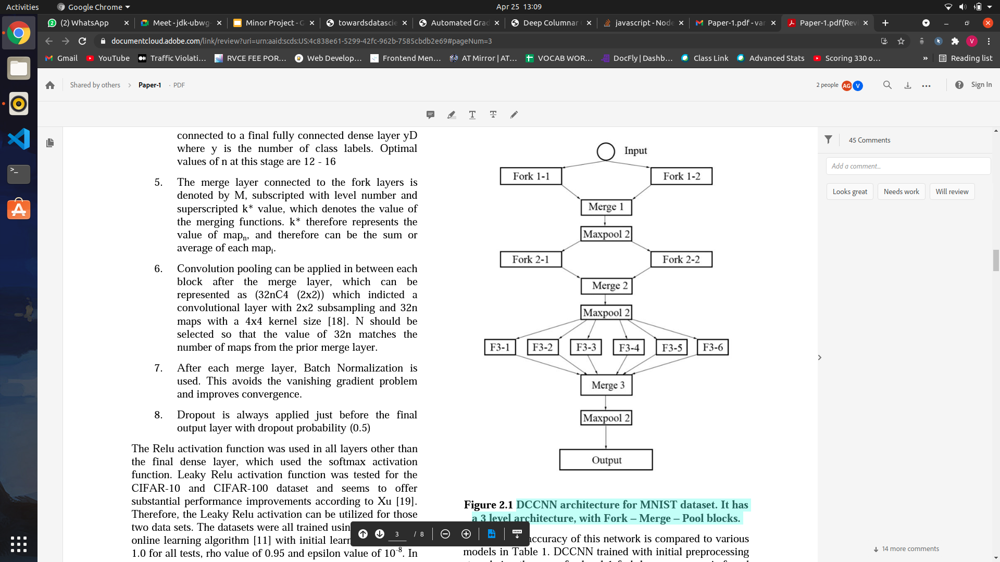 Activities
Google Chrome
Apr 25 13:09
(2) WhatsApp
Meet - jdk-ubwg
Minor Project - G
towardsdatascie
Automated Grad
Deep Columnar
javascript - Node
Paper-1.pdf - var
Paper-1.pdf(Rev
documentcloud.adobe.com/link/review?uri=urn:aaid:scds:US:4c838e61-5299-42fc-962b-7585cbdb2e69#pageNum=3
V
Gmail
YouTube
Traffic Violati...
RVCE FEE POR...
Web Develop...
Frontend Men...
AT Mirror | AT...
VOCAB WOR...
DocFly | Dashb...
Class Link
Advanced Stats
Scoring 330 o...
»
Reading list
Shared by others
Paper-1
· PDF
2 people
AG
V
Sign In
connected to a final fully connected dense layer yD
where y is the number of class labels. Optimal
values of n at this stage are 12 - 16
5. The merge layer connected to the fork layers is
denoted by M, subscripted with level number and
superscripted k* value, which denotes the value of
the merging functions. k* therefore represents the
value of mapn, and therefore can be the sum or
average of each mapi.
6. Convolution pooling can be applied in between each
block after the merge layer, which can be
represented as (32nC4 (2x2)) which indicted a
convolutional layer with 2x2 subsampling and 32n
maps with a 4x4 kernel size [18]. N should be
selected so that the value of 32n matches the
number of maps from the prior merge layer.
7. After each merge layer, Batch Normalization is
used. This avoids the vanishing gradient problem
and improves convergence.
8. Dropout is always applied just before the final
output layer with dropout probability (0.5)
The Relu activation function was used in all layers other than
the final dense layer, which used the softmax activation
function. Leaky Relu activation function was tested for the
CIFAR-10 and CIFAR-100 dataset and seems to offer
substantial performance improvements according to Xu [19].
Therefore, the Leaky Relu activation can be utilized for those
two data sets. The datasets were all trained usin
online learning algorithm [11] with initial learn
1.0 for all tests, rho value of 0.95 and epsilon value of 10-8. In
Input
Fork 1-1
Fork 1-2
Merge 1
Maxpool 2
Fork 2-1
Fork 2-2
Merge 2
Maxpool 2
F3-1
F3-2
F3-3
F3-4
F3-5
F3-6
Merge 3
Maxpool 2
Output
Figure 2.1 DCCNN architecture for MNIST dataset. It has
a 3 level architecture, with Fork – Merge – Pool blocks.
accuracy of this network is compared to various
models in Table 1. DCCNN trained with initial preprocessing
3 / 8
45 Comments
Add a comment...
Looks great
Needs work
Will review
14 more comments